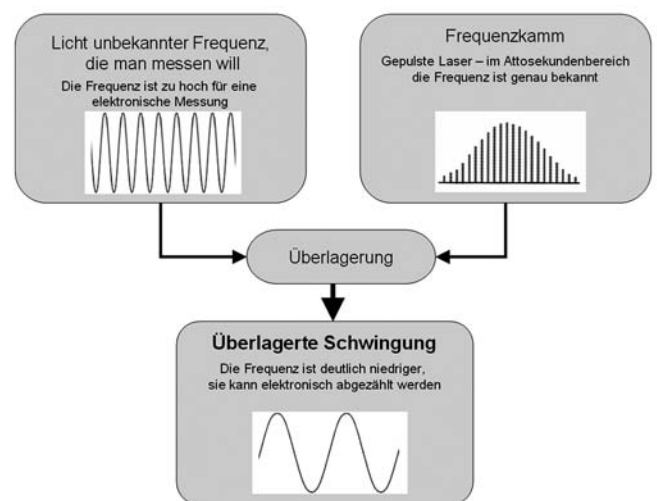 Licht unbekannter Frequenz,
die man messen will
Die Frequenz ist zu hoch für eine
elektronische Messung
Frequenzkamm
Gepulste Laser – im Attosekundenbereich
die Frequenz ist genau bekannt
Überlagerung
Überlagerte Schwingung
Die Frequenz ist deutlich niedriger,
sie kann elektronisch abgezählt werden